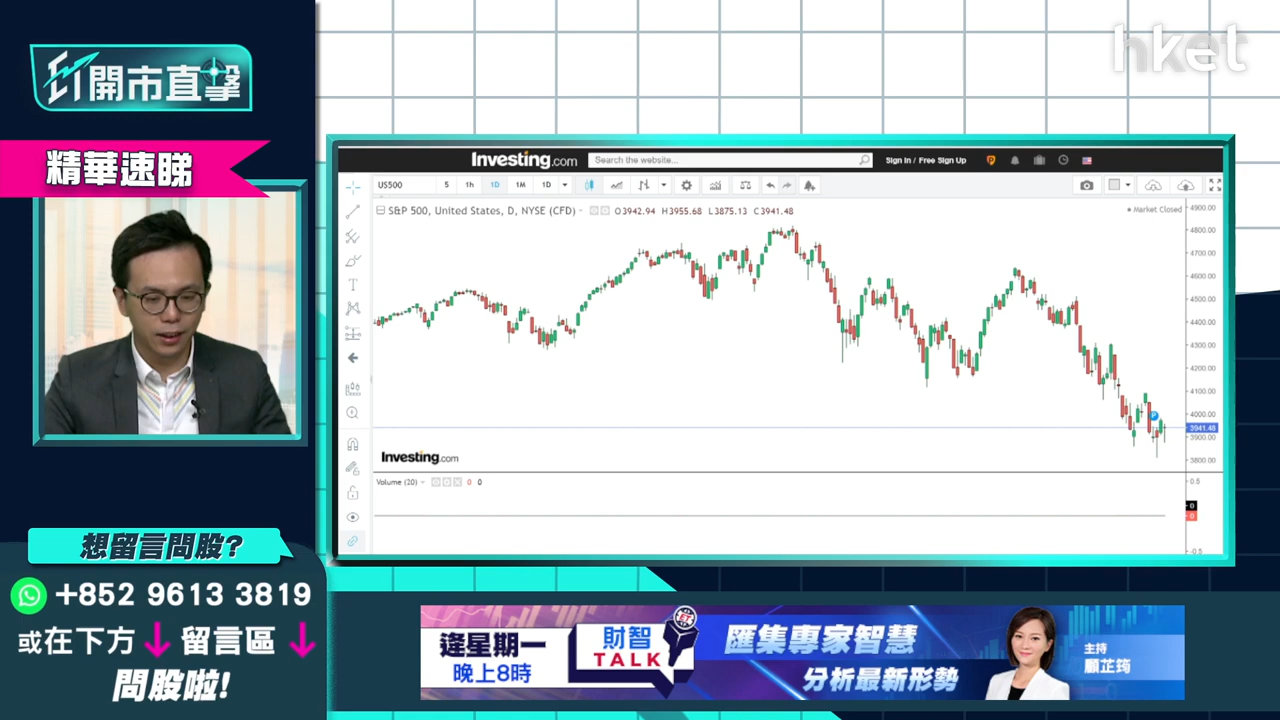 hket
ET開市直擊
精華速睇
Investing.com
Search the website...
Sign In / Free Sign Up
US500
5
1h
1D
1M
1D
S&P 500, United States, D, NYSE (CFD)
O3942.94 H3955.68 L3875.13 C3941.48
Market Closed
4900.00
4800.00
4700.00
4600.00
4500.00
4400.00
4300.00
4200.00
4100.00
4000.00
3941.48
3900.00
3800.00
P
Investing.com
Volume (20)
0
0
0.5
0
0
-0.5
想留言問股?
+852 9613 3819
或在下方
留言區
問股啦!
逢星期一
晚上8時
財智
TALK
匯集專家智慧
分析最新形勢
主持
顧芷筠